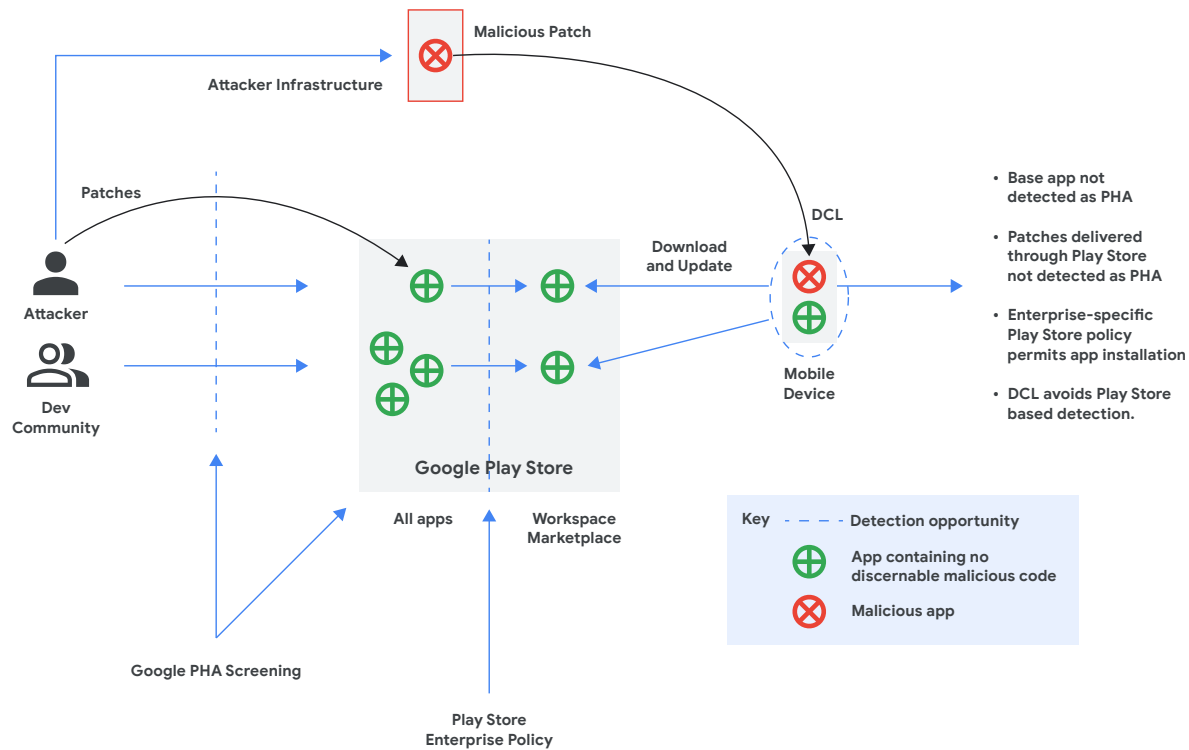 Malicious Patch
Attacker Infrastructure
Patches
DCL
Download
and Update
Attacker
Dev
Community
Mobile
Device
• Base app not
detected as PHA
• Patches delivered
through Play Store
not detected as PHA
• Enterprise-specific
Play Store policy
permits app installation
• DCL avoids Play Store
based detection.
Google Play Store
All apps
Workspace
Marketplace
Google PHA Screening
Play Store
Enterprise Policy
Key
Detection opportunity
App containing no
discernable malicious code
Malicious app